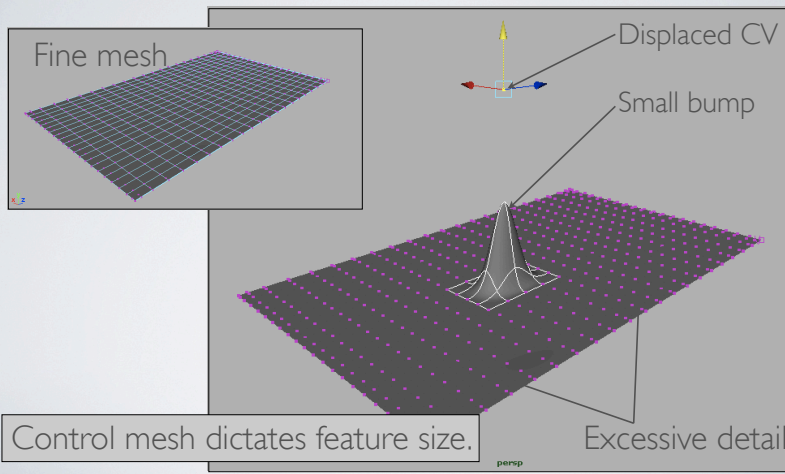 Fine mesh
Displaced CV
Small bump
Control mesh dictates feature size.
Excessive detail
persp